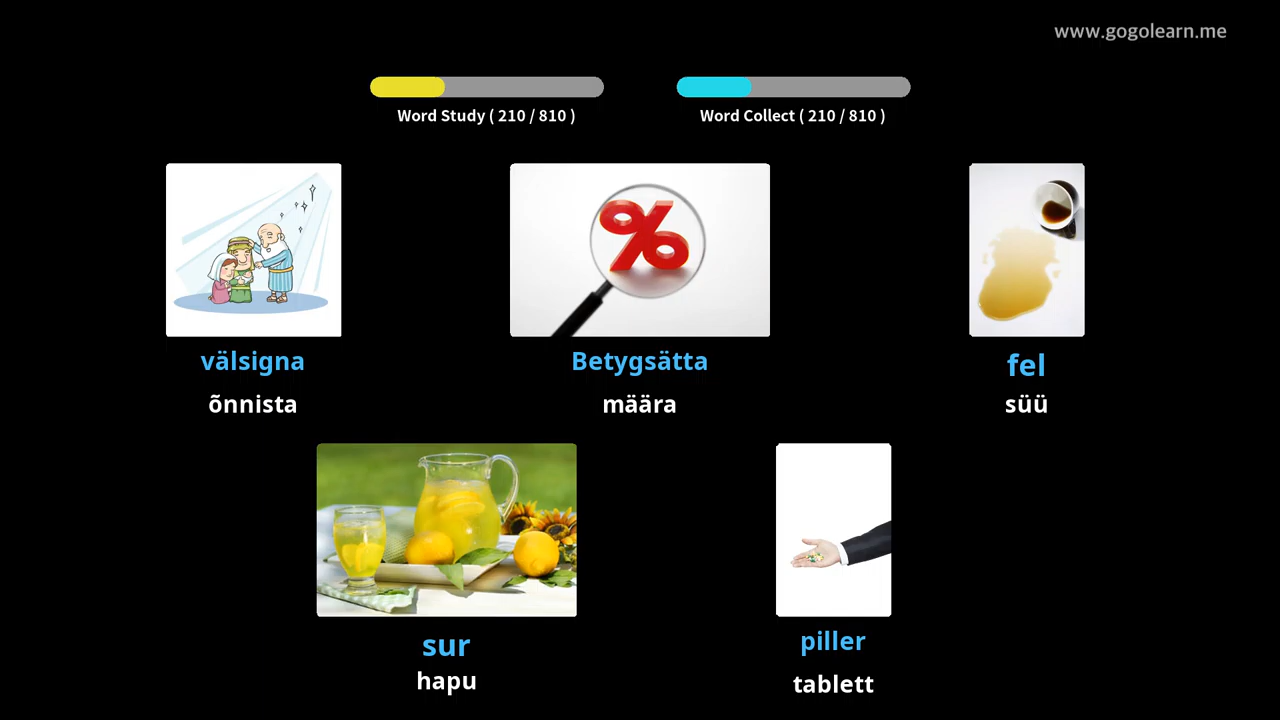 www.gogolearn.me
Word Study ( 210 / 810 )
Word Collect ( 210 / 810 )
välsigna
õnnista
Betygsätta
määra
fel
süü
sur
hapu
piller
tablett